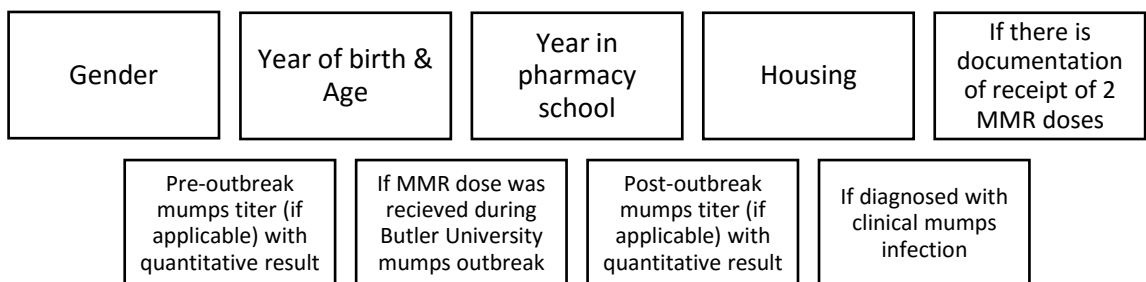 Gender
Year of birth &
Age
Year in
pharmacy
school
Housing
If there is
documentation
of receipt of 2
MMR doses
Pre-outbreak
mumps titer (if
applicable) with
quantitative result
If MMR dose was
recieved during
Butler University
mumps outbreak
Post-outbreak
mumps titer (if
applicable) with
quantitative result
If diagnosed with
clinical mumps
infection